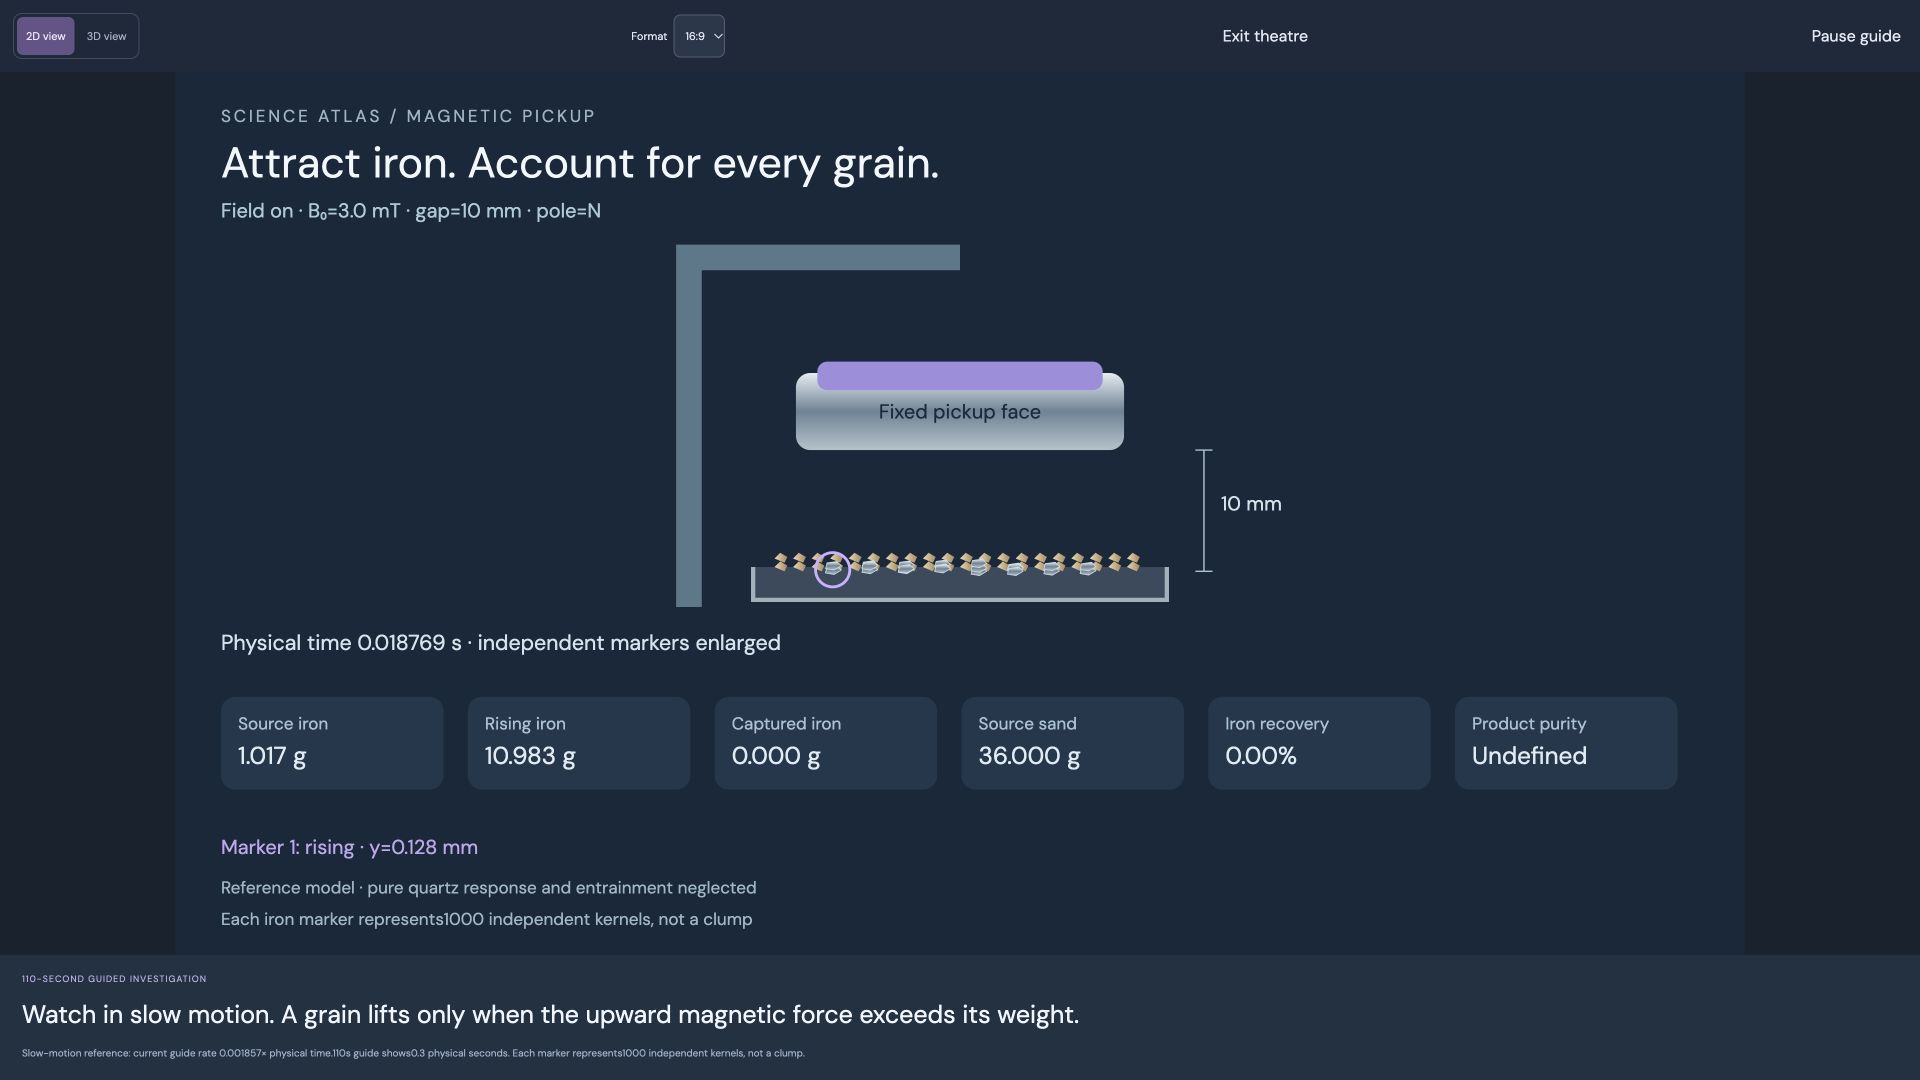 2D view
3D view
Format
16:9
Exit theatre
Pause guide
SCIENCE ATLAS / MAGNETIC PICKUP
Attract iron. Account for every grain.
Field on · B₀=3.0 mT · gap=10 mm · pole=N
Fixed pickup face
10 mm
Physical time 0.018769 s · independent markers enlarged
Source iron
1.017 g
Rising iron
10.983 g
Captured iron
0.000 g
Source sand
36.000 g
Iron recovery
0.00%
Product purity
Undefined
Marker 1: rising · y=0.128 mm
Reference model · pure quartz response and entrainment neglected
Each iron marker represents1000 independent kernels, not a clump
110-SECOND GUIDED INVESTIGATION
Watch in slow motion. A grain lifts only when the upward magnetic force exceeds its weight.
Slow-motion reference: current guide rate 0.001857× physical time.110s guide shows0.3 physical seconds. Each marker represents1000 independent kernels, not a clump.